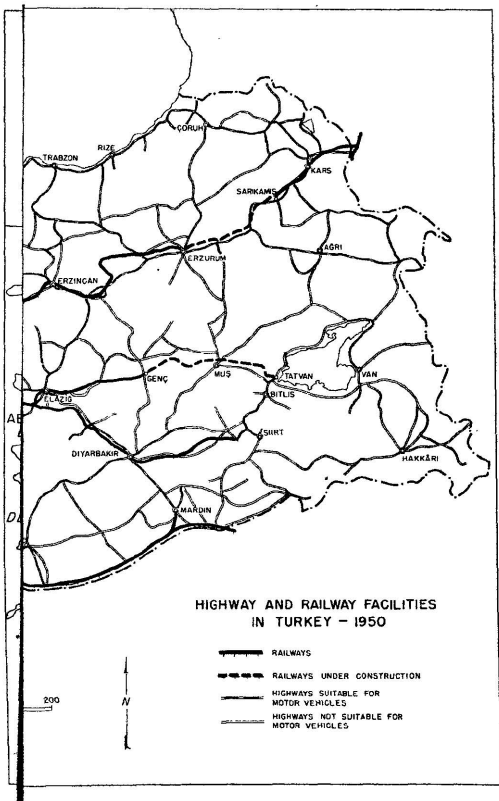 ÇORUH
RIZE
TRABZON
KARS
SARIKAMIŞ
AĞRI
ERZURUM
ERZINCAN
GENÇ
MUŞ
TATVAN
VAN
BITLIS
ELAZIĞ
SIIRT
DIYARBAKIR
HAKKÂRI
MARDIN
HIGHWAY AND RAILWAY FACILITIES
IN TURKEY – 1950
RAILWAYS
RAILWAYS UNDER CONSTRUCTION
HIGHWAYS SUITABLE FOR
MOTOR VEHICLES
HIGHWAYS NOT SUITABLE FOR
MOTOR VEHICLES
200
N